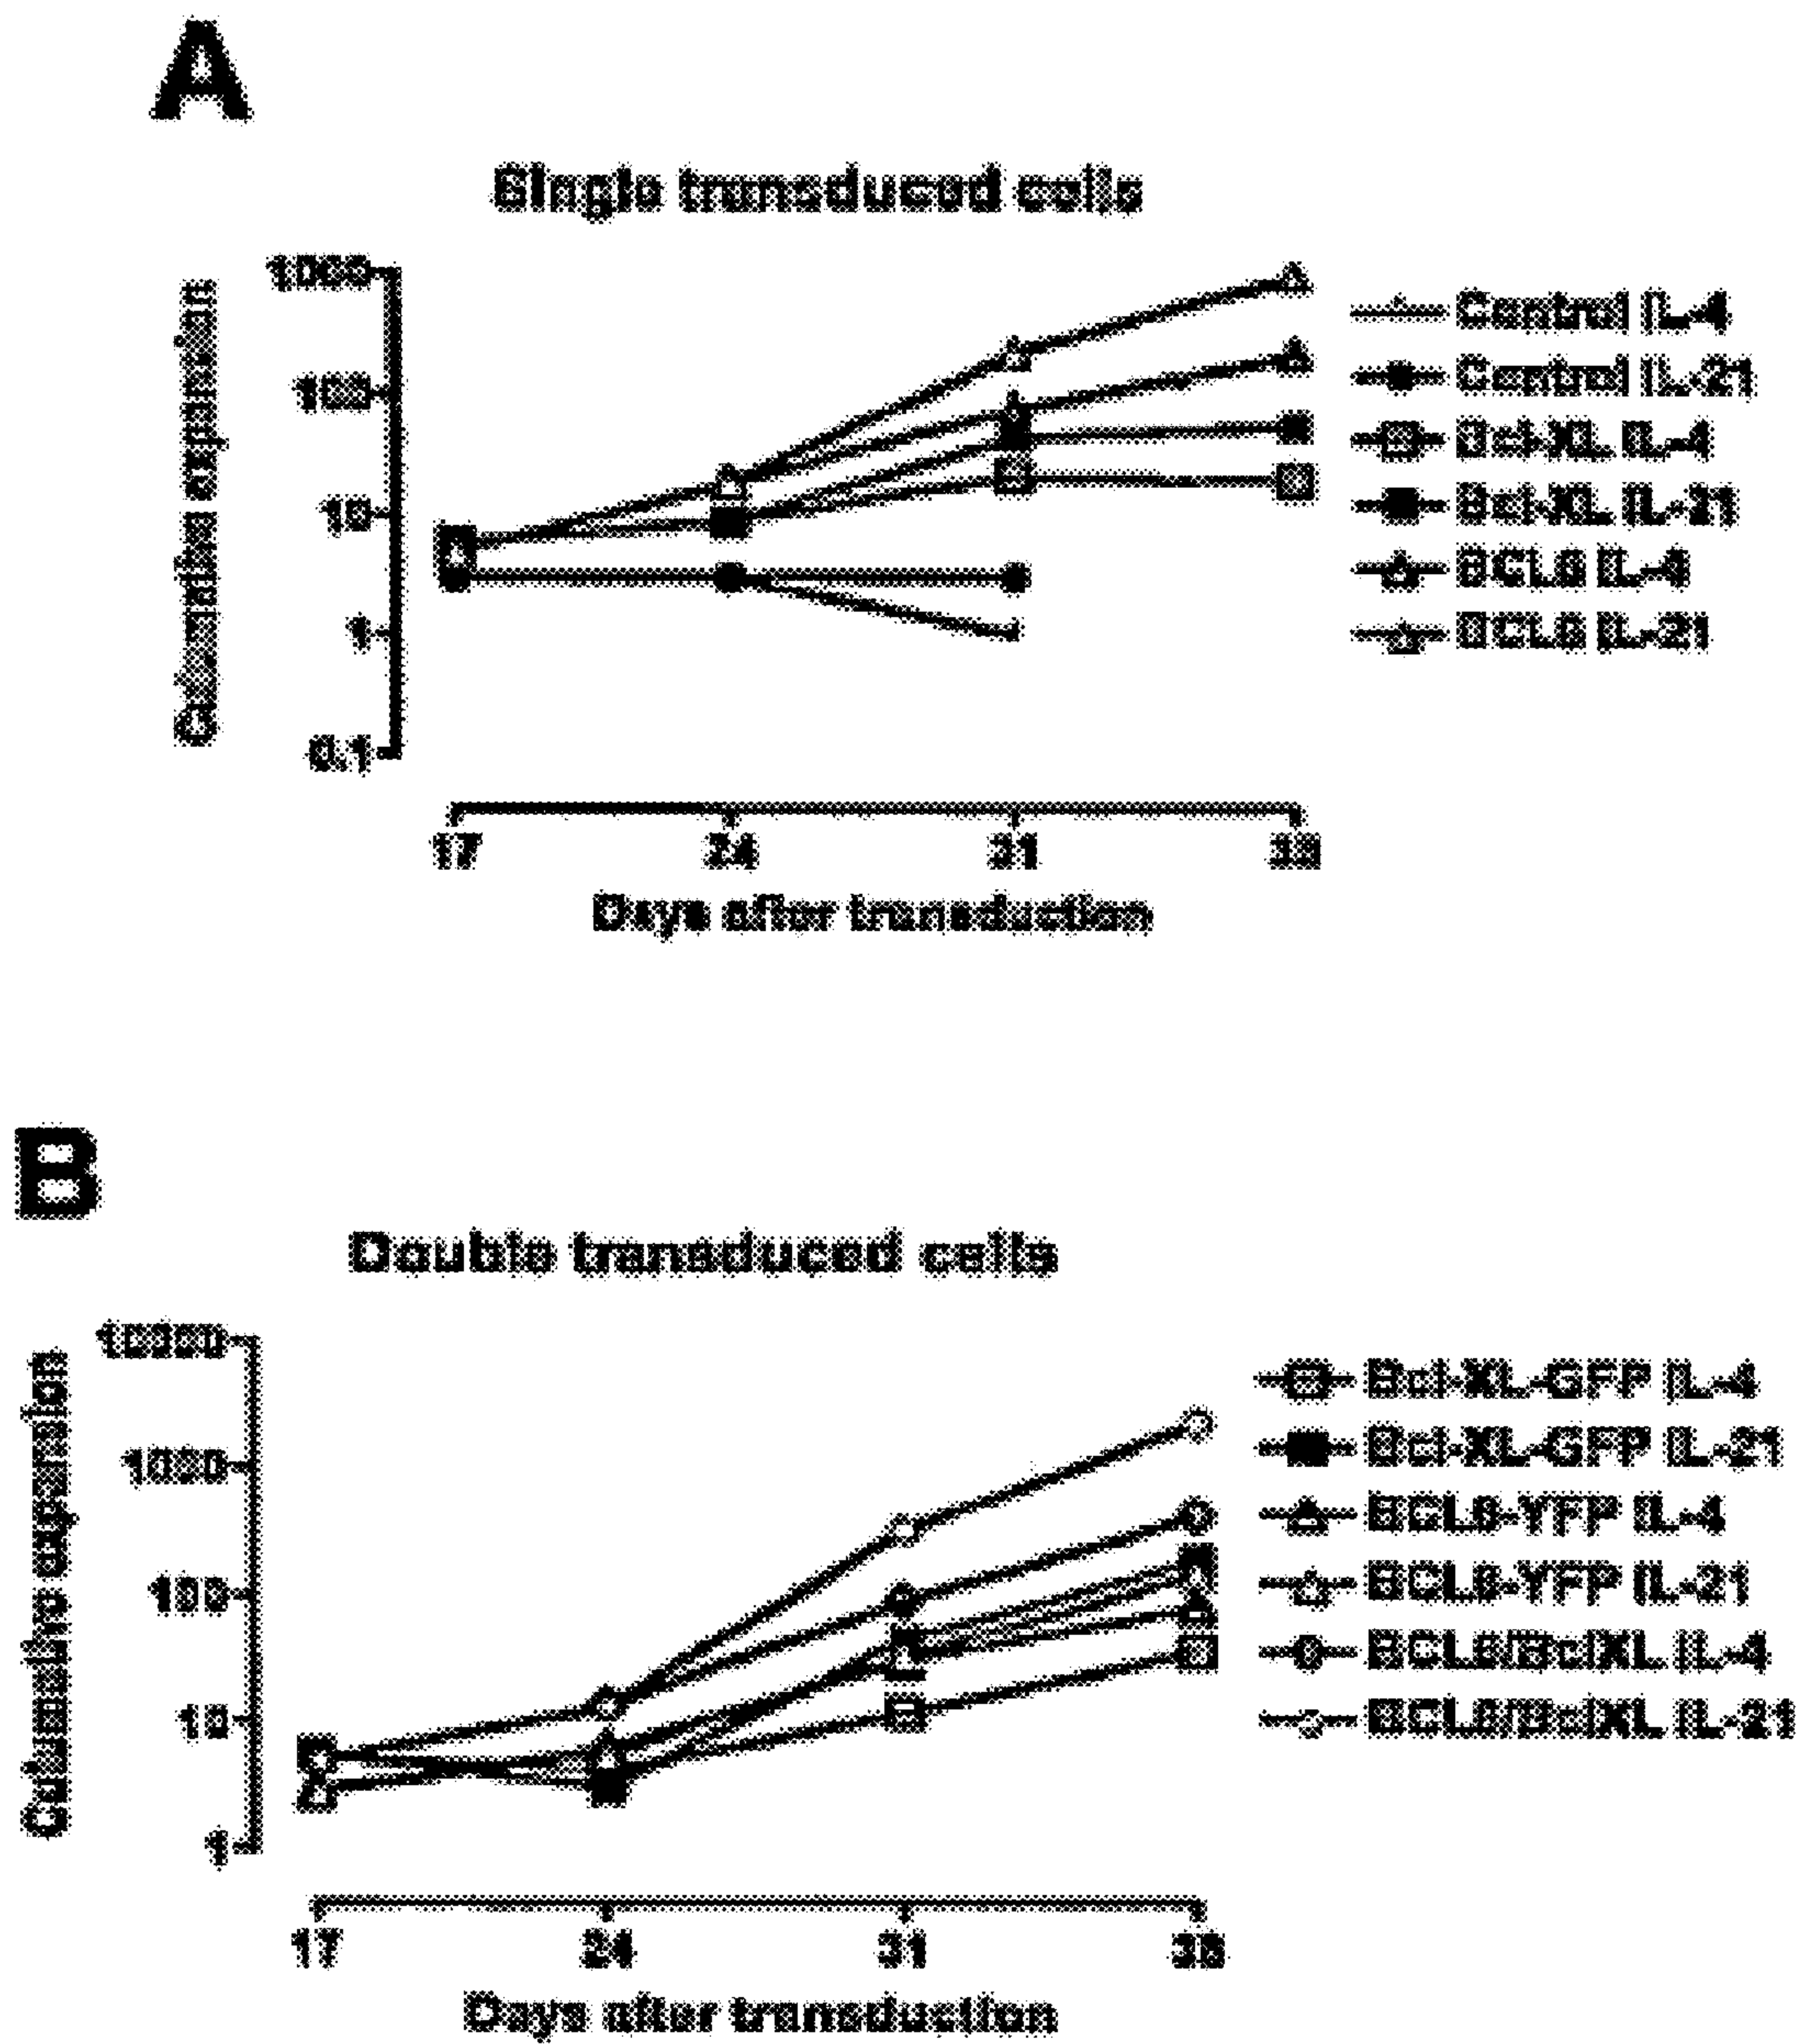 A
Single transduced cells
Cumulative expansion
1000
100
10
1
0.1
17 24 31 38
Days after transduction
Control IL-4
Control IL-21
Bcl-XL IL-4
Bcl-XL IL-21
BCL6 IL-4
BCL6 IL-21
B
Double transduced cells
Culumative expansion
10000
1000
100
10
1
17 24 31 38
Days after transduction
Bcl-XL-GFP IL-4
Bcl-XL-GFP IL-21
BCL6-YFP IL-4
BCL6-YFP IL-21
BCL6/BclXL IL-4
BCL6/BclXL IL-21